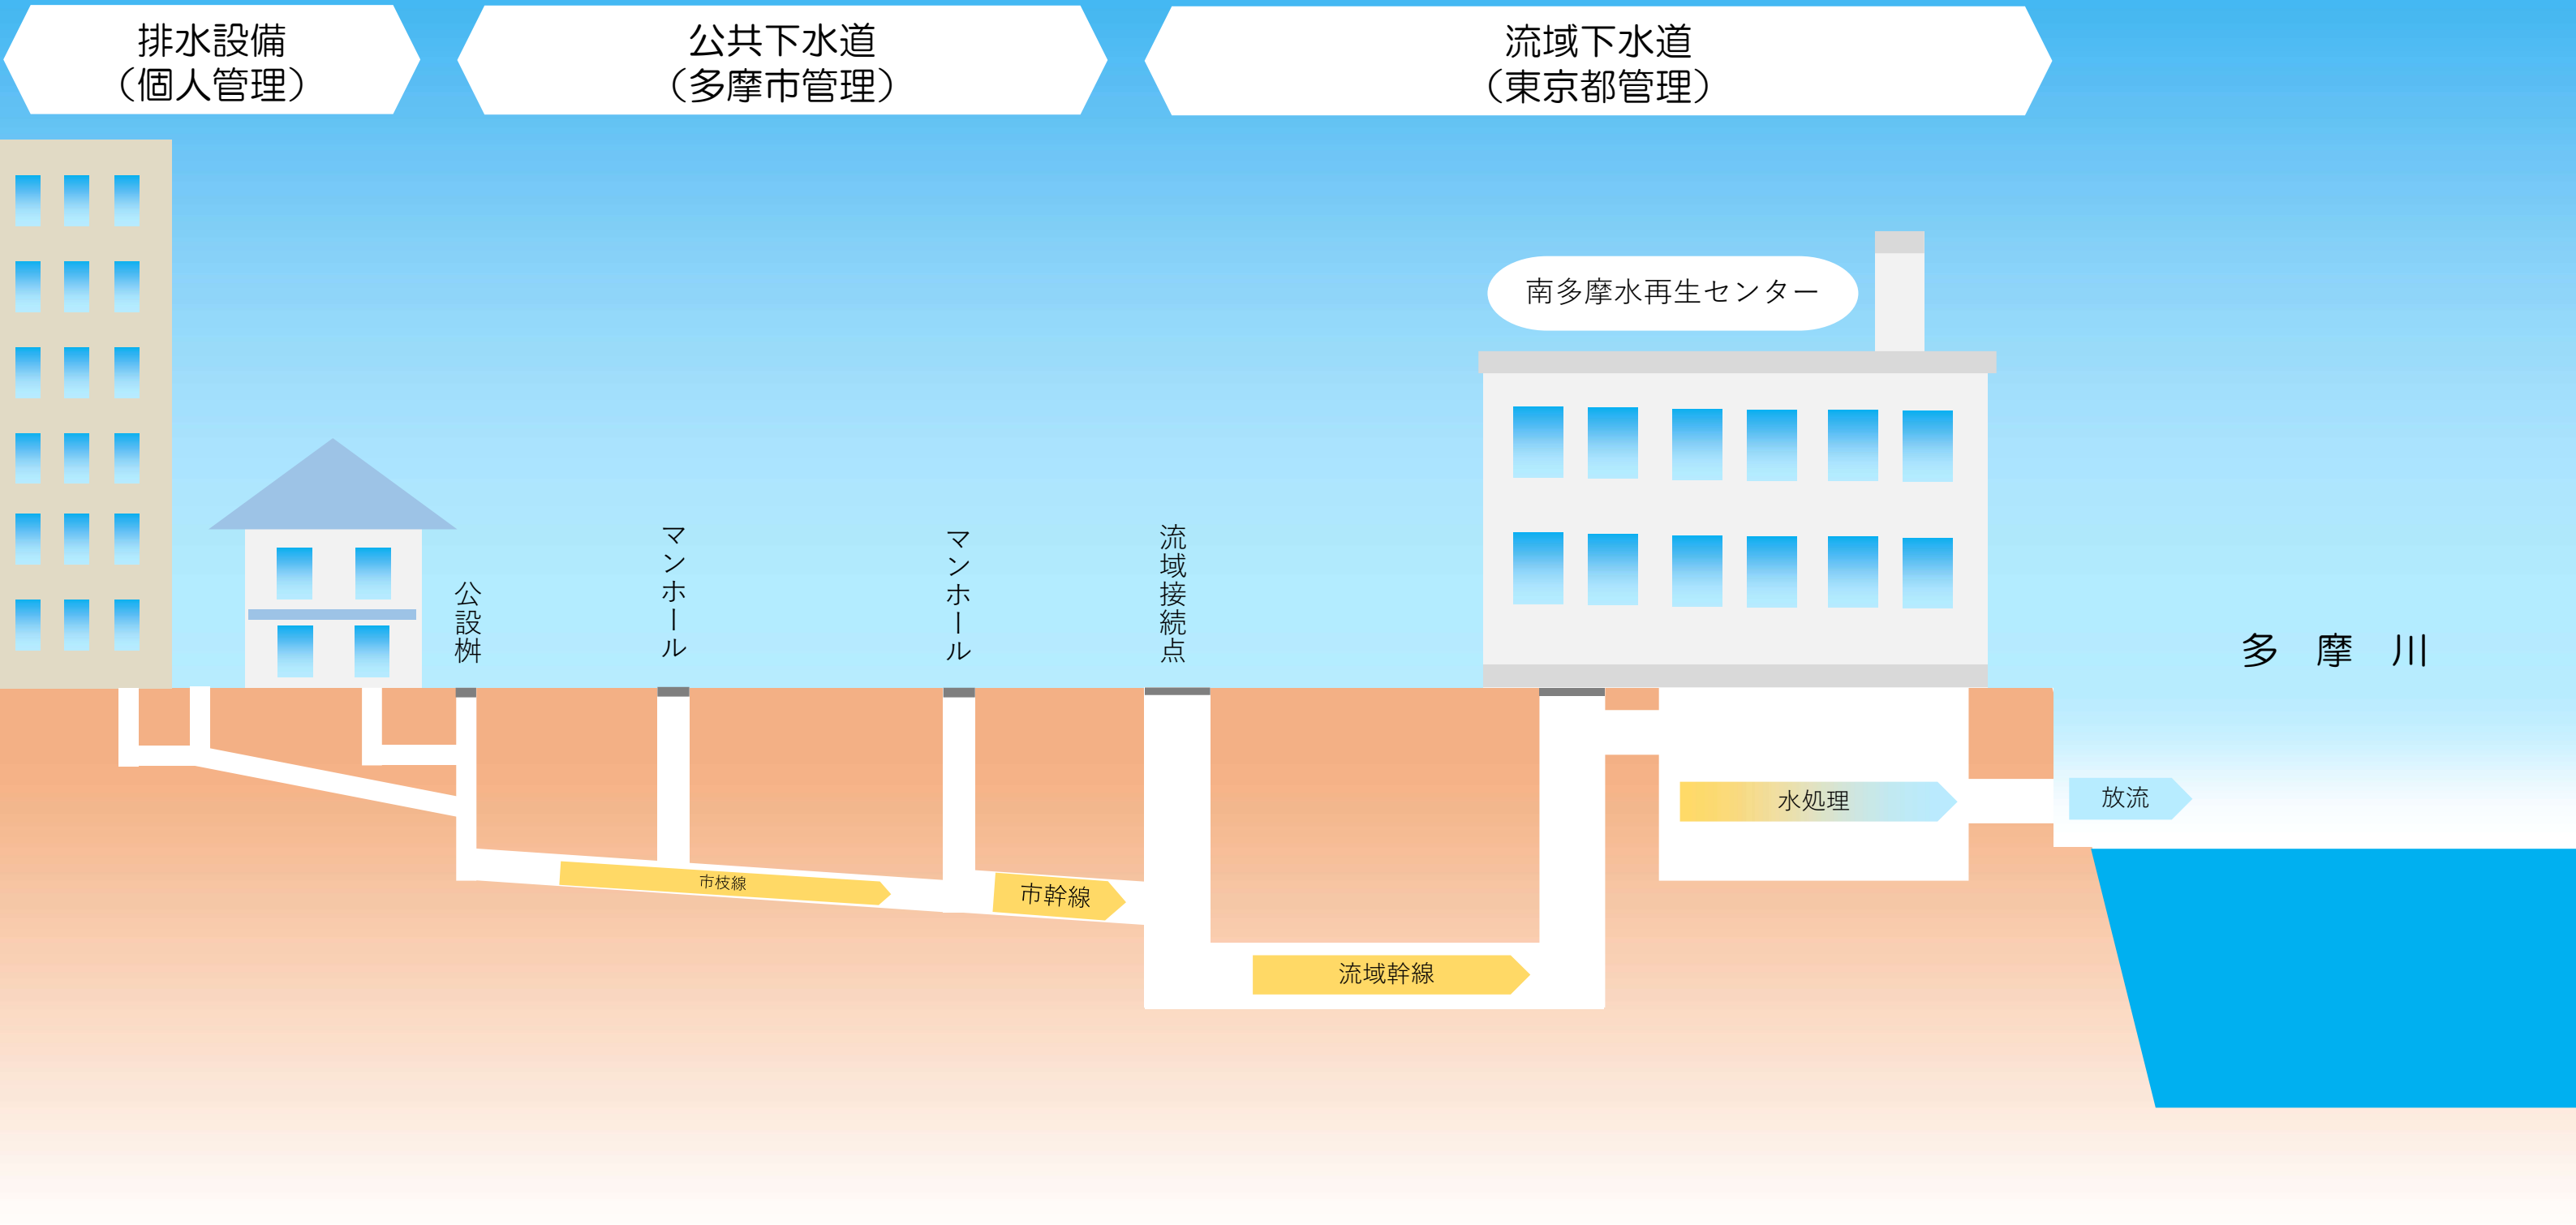 排水設備
（個人管理）
公共下水道
（多摩市管理）
流域下水道
（東京都管理）
南多摩水再生センター
公設桝
マンホール
マンホール
流域接続点
多摩川
水処理
放流
市枝線
市幹線
流域幹線